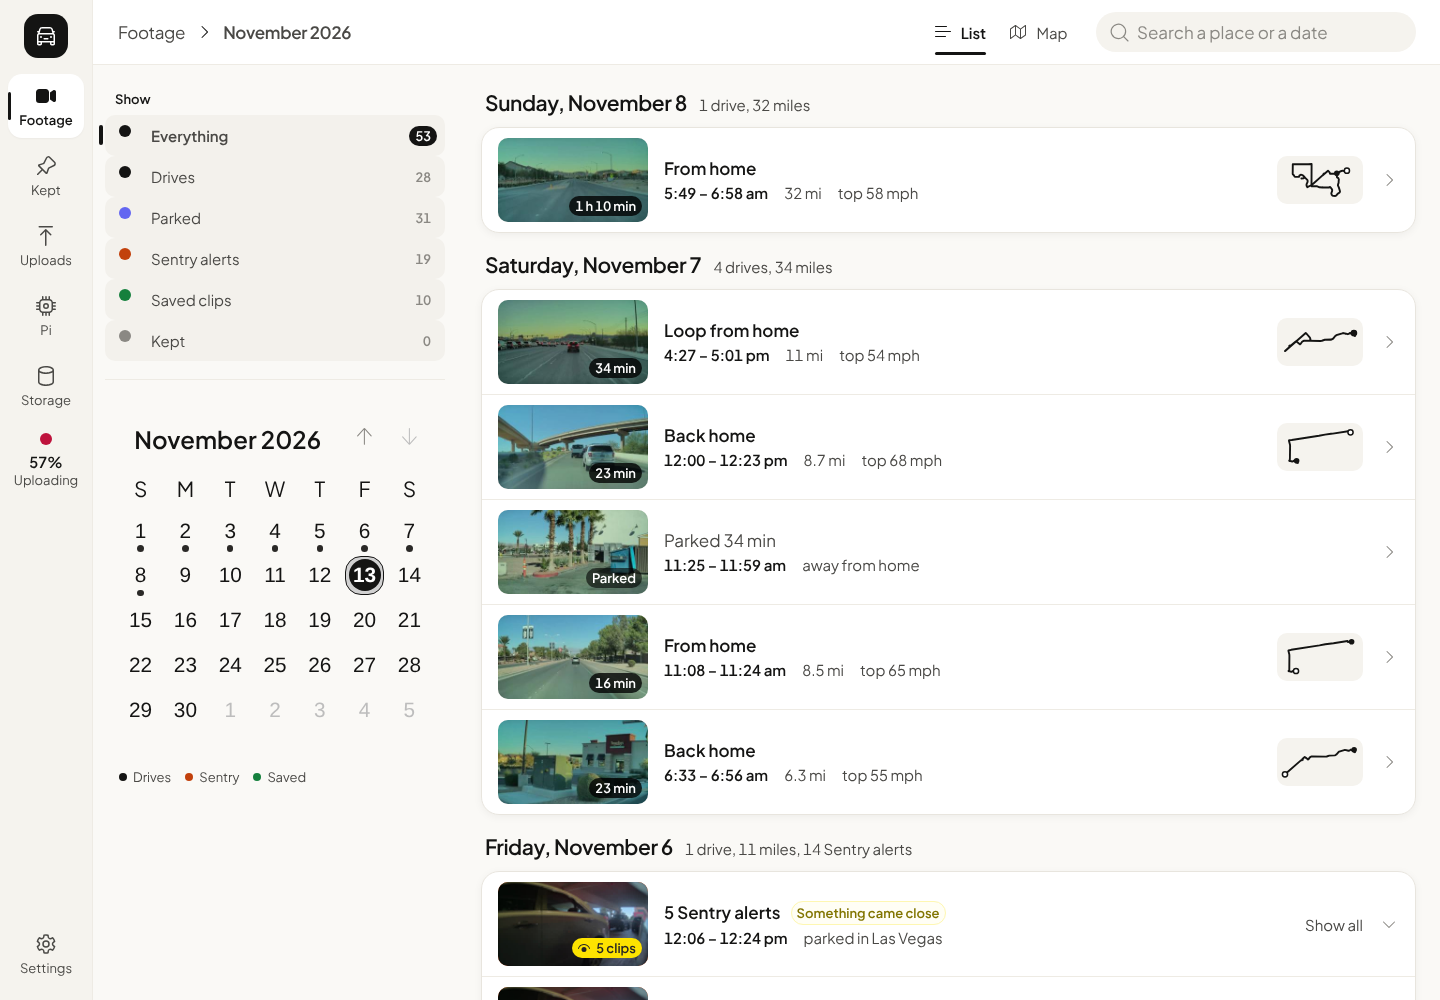 Footage > November 2026
List
Map
Search a place or a date
Footage
Kept
Uploads
Pi
Storage
57%
Uploading
Settings
Show
Everything 53
Drives 28
Parked 31
Sentry alerts 19
Saved clips 10
Kept 0
November 2026
S M T W T F S
1 2 3 4 5 6 7
8 9 10 11 12 13 14
15 16 17 18 19 20 21
22 23 24 25 26 27 28
29 30 1 2 3 4 5
Drives Sentry Saved
Sunday, November 8 1 drive, 32 miles
1 h 10 min
From home
5:49 – 6:58 am 32 mi top 58 mph
Saturday, November 7 4 drives, 34 miles
34 min
Loop from home
4:27 – 5:01 pm 11 mi top 54 mph
23 min
Back home
12:00 – 12:23 pm 8.7 mi top 68 mph
Parked
Parked 34 min
11:25 – 11:59 am away from home
16 min
From home
11:08 – 11:24 am 8.5 mi top 65 mph
23 min
Back home
6:33 – 6:56 am 6.3 mi top 55 mph
Friday, November 6 1 drive, 11 miles, 14 Sentry alerts
5 clips
5 Sentry alerts Something came close
12:06 – 12:24 pm parked in Las Vegas
Show all